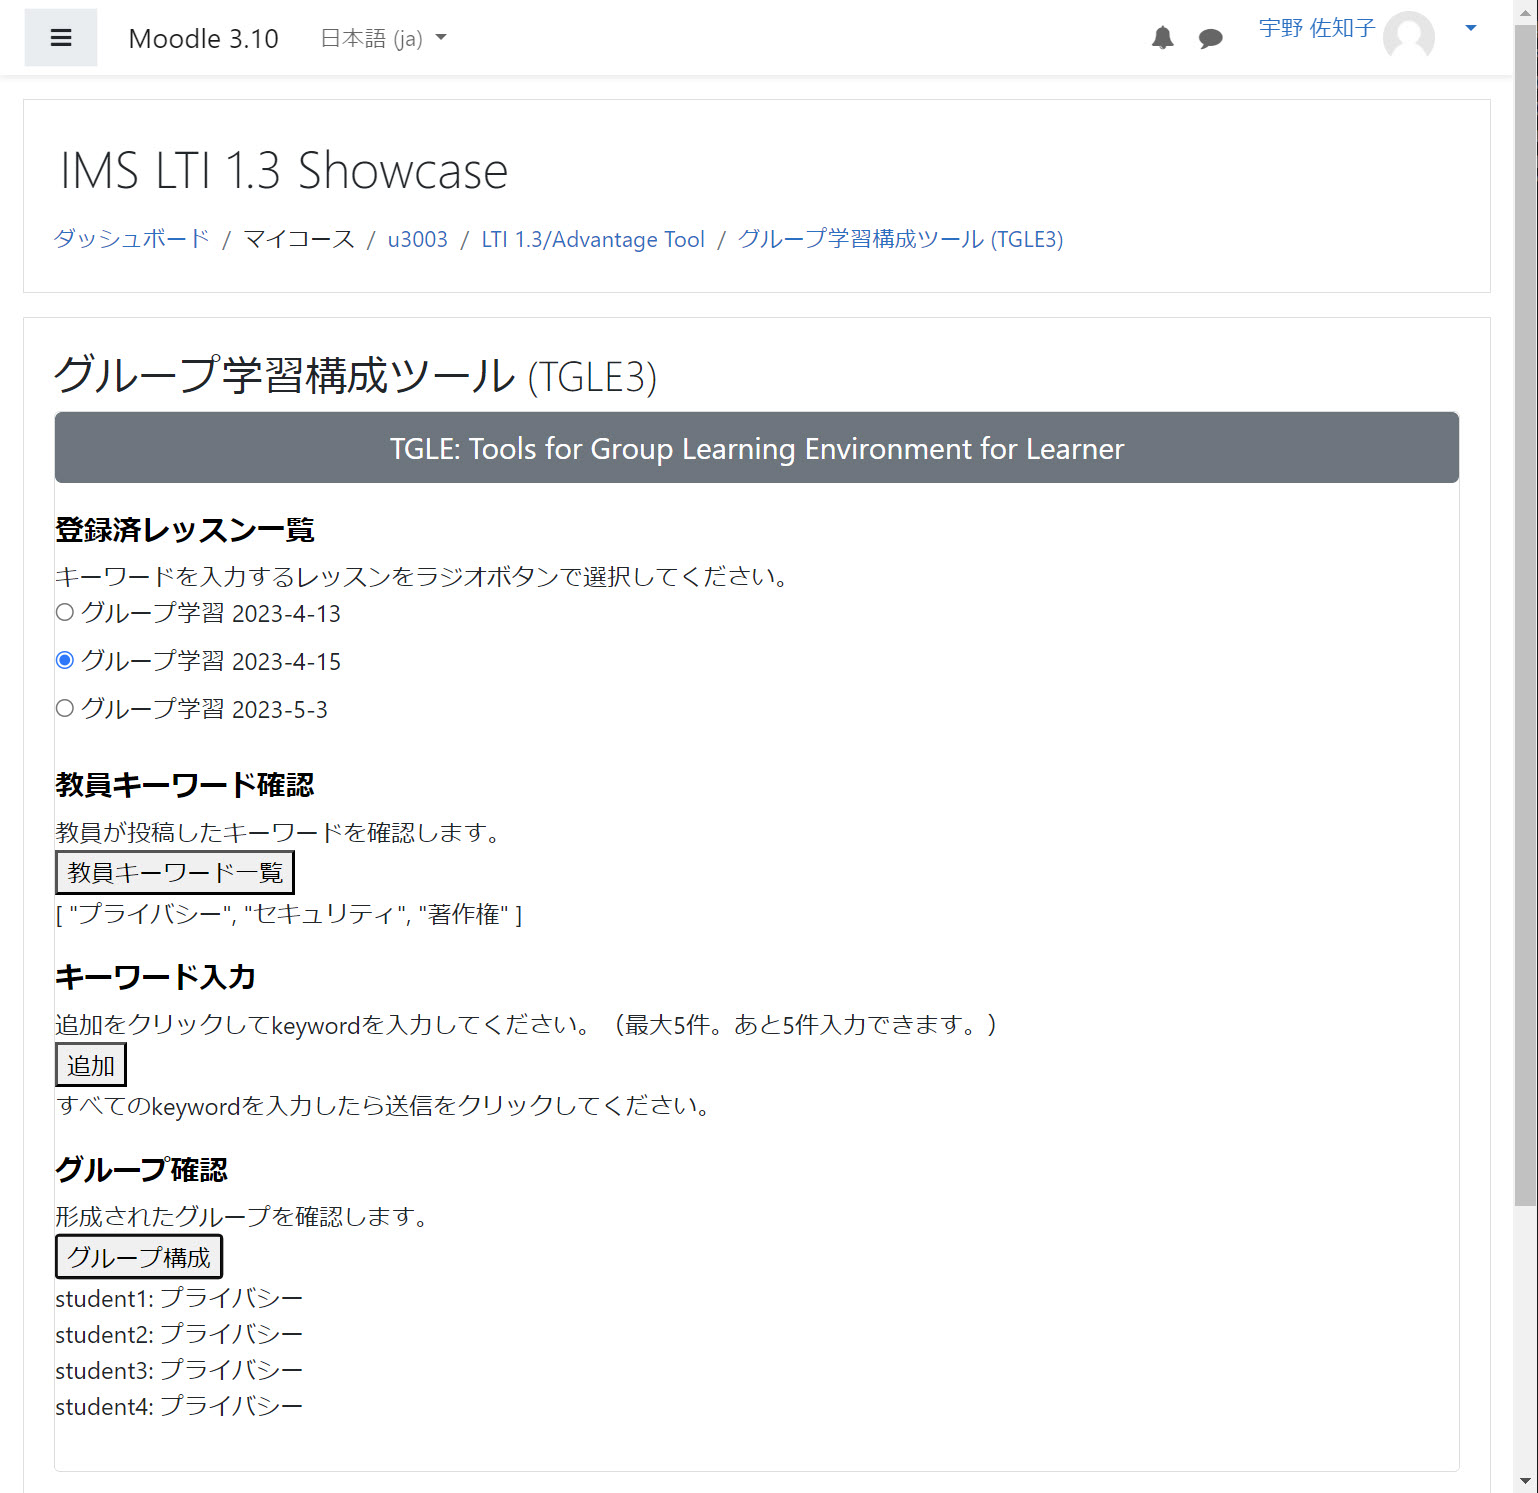 Moodle 3.10 日本語 (ja) 宇野 佐知子
IMS LTI 1.3 Showcase
ダッシュボード / マイコース / u3003 / LTI 1.3/Advantage Tool / グループ学習構成ツール (TGLE3)
グループ学習構成ツール (TGLE3)
TGLE: Tools for Group Learning Environment for Learner
登録済レッスン一覧
キーワードを入力するレッスンをラジオボタンで選択してください。
グループ学習 2023-4-13
グループ学習 2023-4-15
グループ学習 2023-5-3
教員キーワード確認
教員が投稿したキーワードを確認します。
教員キーワード一覧
[ "プライバシー", "セキュリティ", "著作権" ]
キーワード入力
追加をクリックしてkeywordを入力してください。（最大5件。あと5件入力できます。）
追加
すべてのkeywordを入力したら送信をクリックしてください。
グループ確認
形成されたグループを確認します。
グループ構成
student1: プライバシー
student2: プライバシー
student3: プライバシー
student4: プライバシー